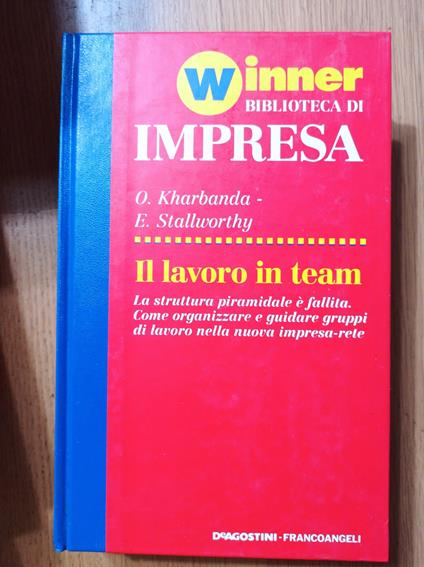 Winner
BIBLIOTECA DI
IMPRESA
O. Kharbanda -
E. Stallworthy
Il lavoro in team
La struttura piramidale è fallita.
Come organizzare e guidare gruppi
di lavoro nella nuova impresa-rete
DEAGOSTINI-FRANCOANGELI